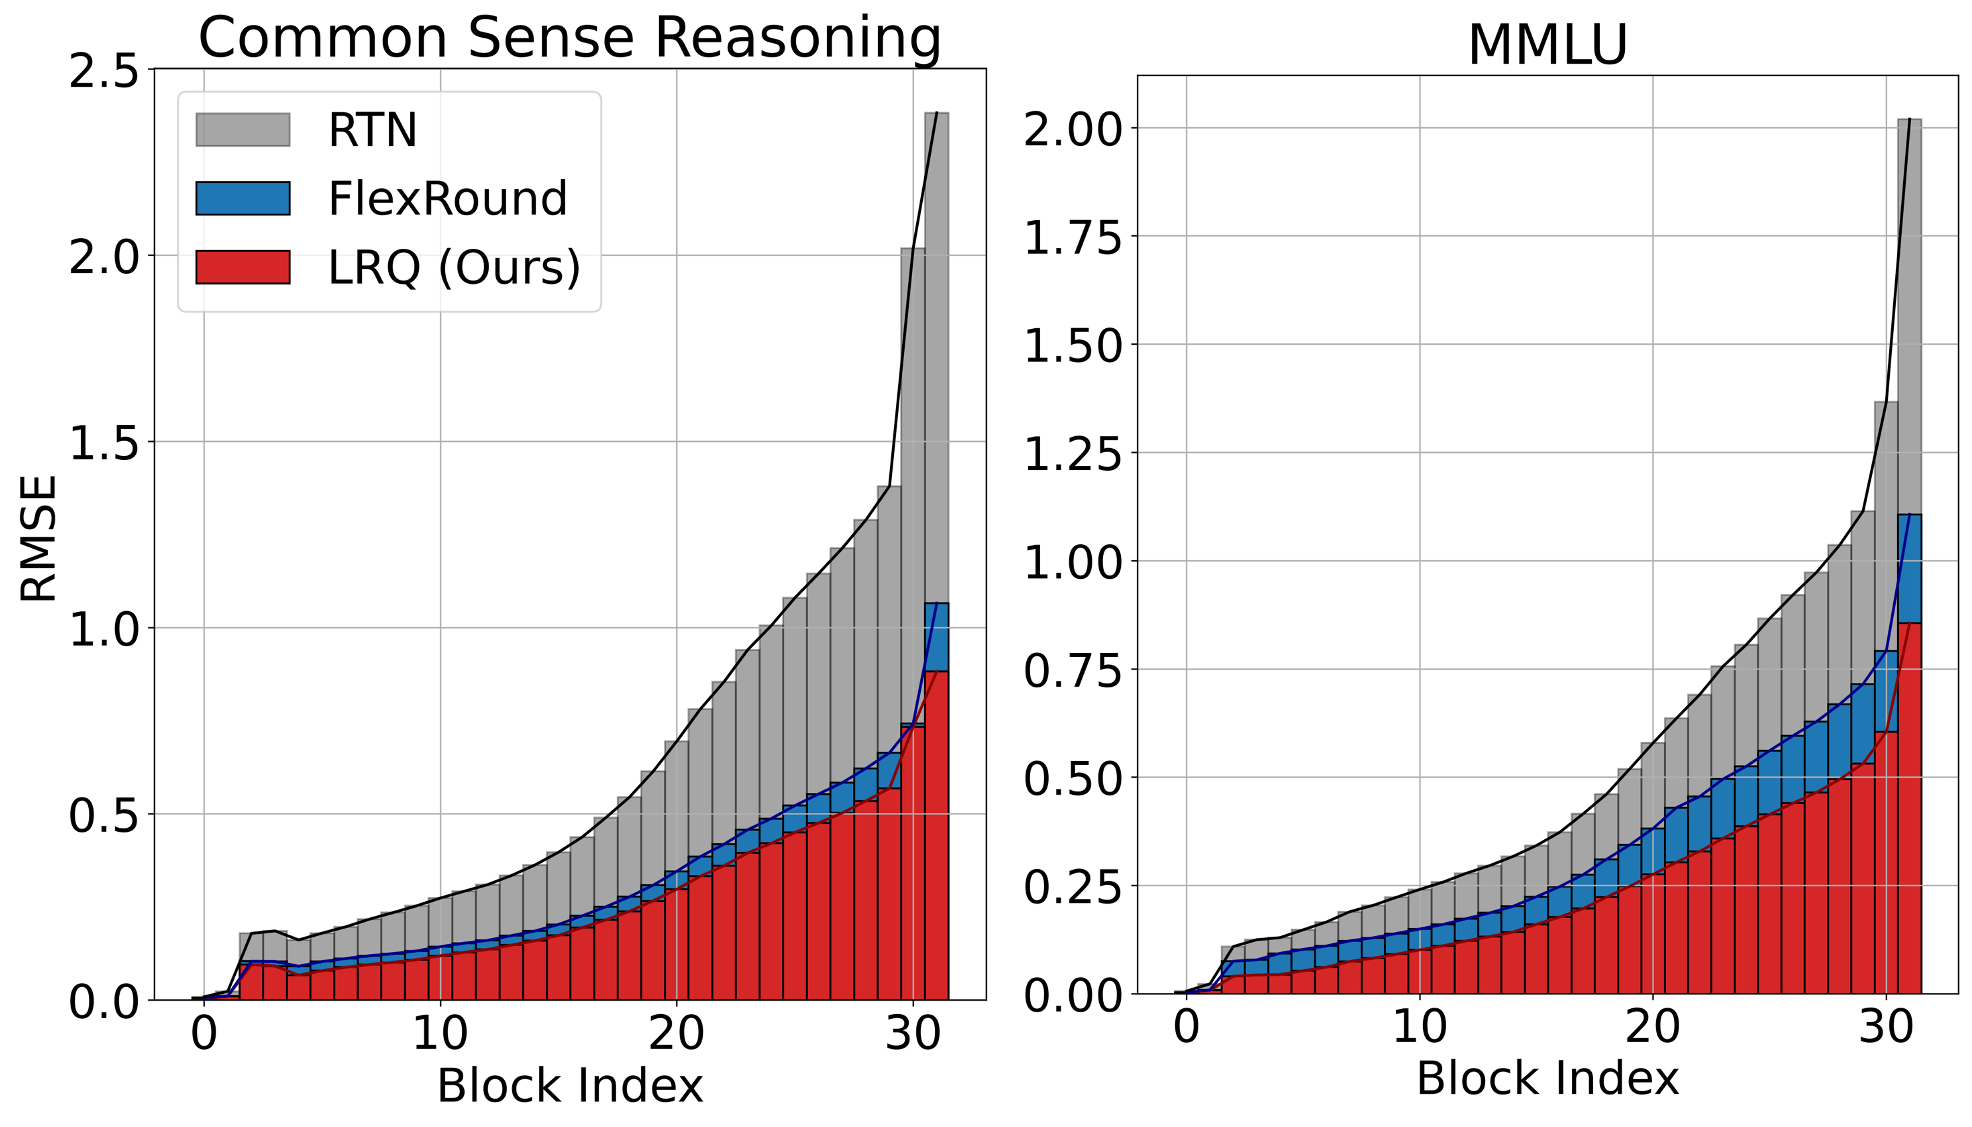 Common Sense Reasoning
RTN
FlexRound
LRQ (Ours)
2.5
2.0
1.5
1.0
0.5
0.0
RMSE
0 10 20 30
Block Index
MMLU
2.00
1.75
1.50
1.25
1.00
0.75
0.50
0.25
0.00
0 10 20 30
Block Index